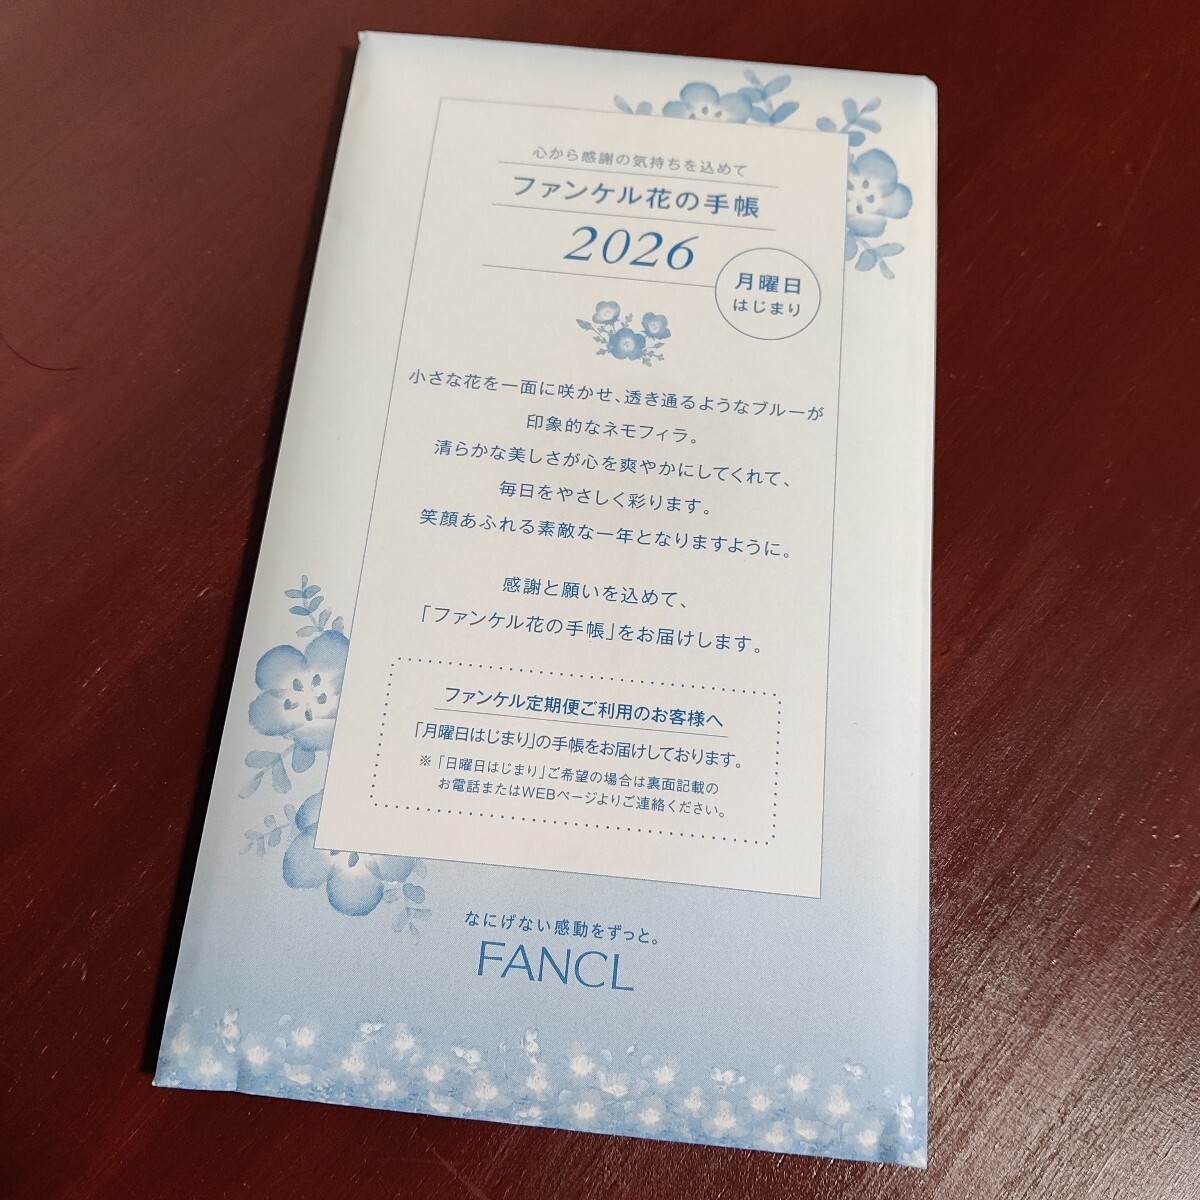 心から感謝の気持ちを込めて
ファンケル花の手帳
2026
月曜日
はじまり
小さな花を一面に咲かせ、透き通るようなブルーが
印象的なネモフィラ。
清らかな美しさが心を爽やかにしてくれて、
毎日をやさしく彩ります。
笑顔あふれる素敵な一年となりますように。
感謝と願いを込めて、
「ファンケル花の手帳」をお届けします。
ファンケル定期便ご利用のお客様へ
「月曜日はじまり」の手帳をお届けしております。
※「日曜日はじまり」ご希望の場合は裏面記載の
お電話またはWEBページよりご連絡ください。
なにげない感動をずっと。
FANCL